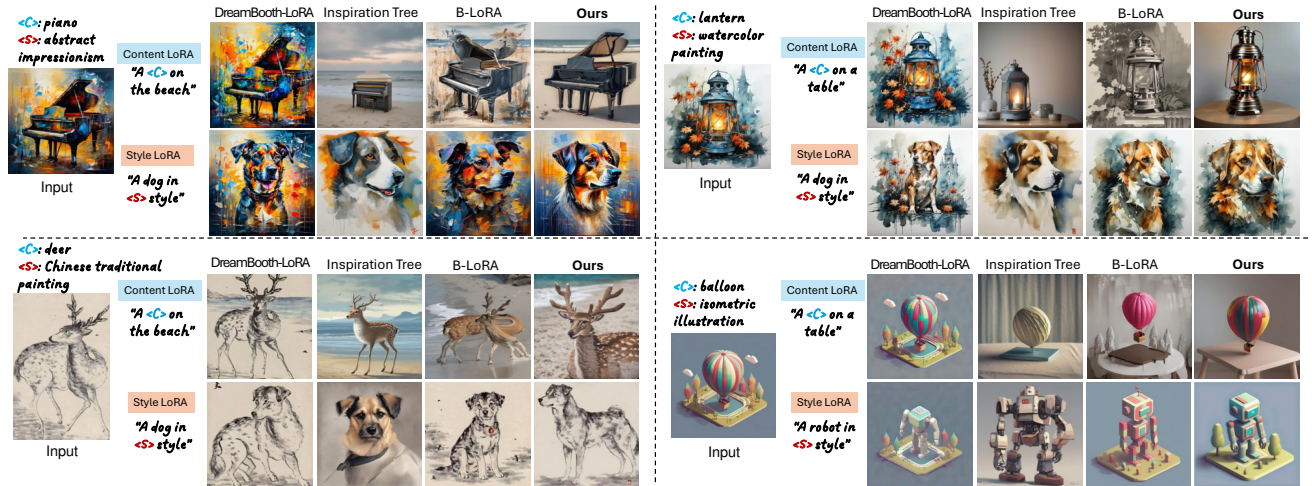 <C>: piano
<S>: abstract
impressionism
Input
Content LoRA
"A <C> on
the beach"
Style LoRA
"A dog in
<S> style"
DreamBooth-LoRA Inspiration Tree B-LoRA Ours
<C>: lantern
<S>: watercolor
painting
Input
Content LoRA
"A <C> on a
table"
Style LoRA
"A dog in
<S> style"
DreamBooth-LoRA Inspiration Tree B-LoRA Ours
<C>: deer
<S>: Chinese traditional
painting
Input
Content LoRA
"A <C> on
the beach"
Style LoRA
"A dog in
<S> style"
DreamBooth-LoRA Inspiration Tree B-LoRA Ours
<C>: balloon
<S>: isometric
illustration
Input
Content LoRA
"A <C> on a
table"
Style LoRA
"A robot in
<S> style"
DreamBooth-LoRA Inspiration Tree B-LoRA Ours